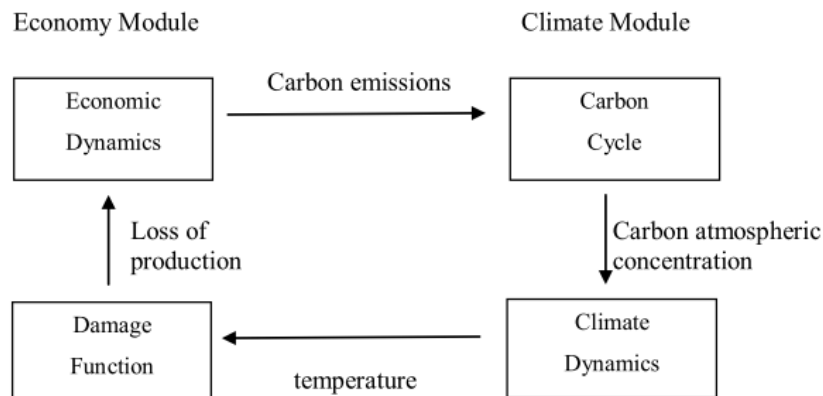 Economy Module
Climate Module
Carbon emissions
Economic
Dynamics
Carbon
Cycle
Loss of
production
Carbon atmospheric
concentration
Damage
Function
Climate
Dynamics
temperature